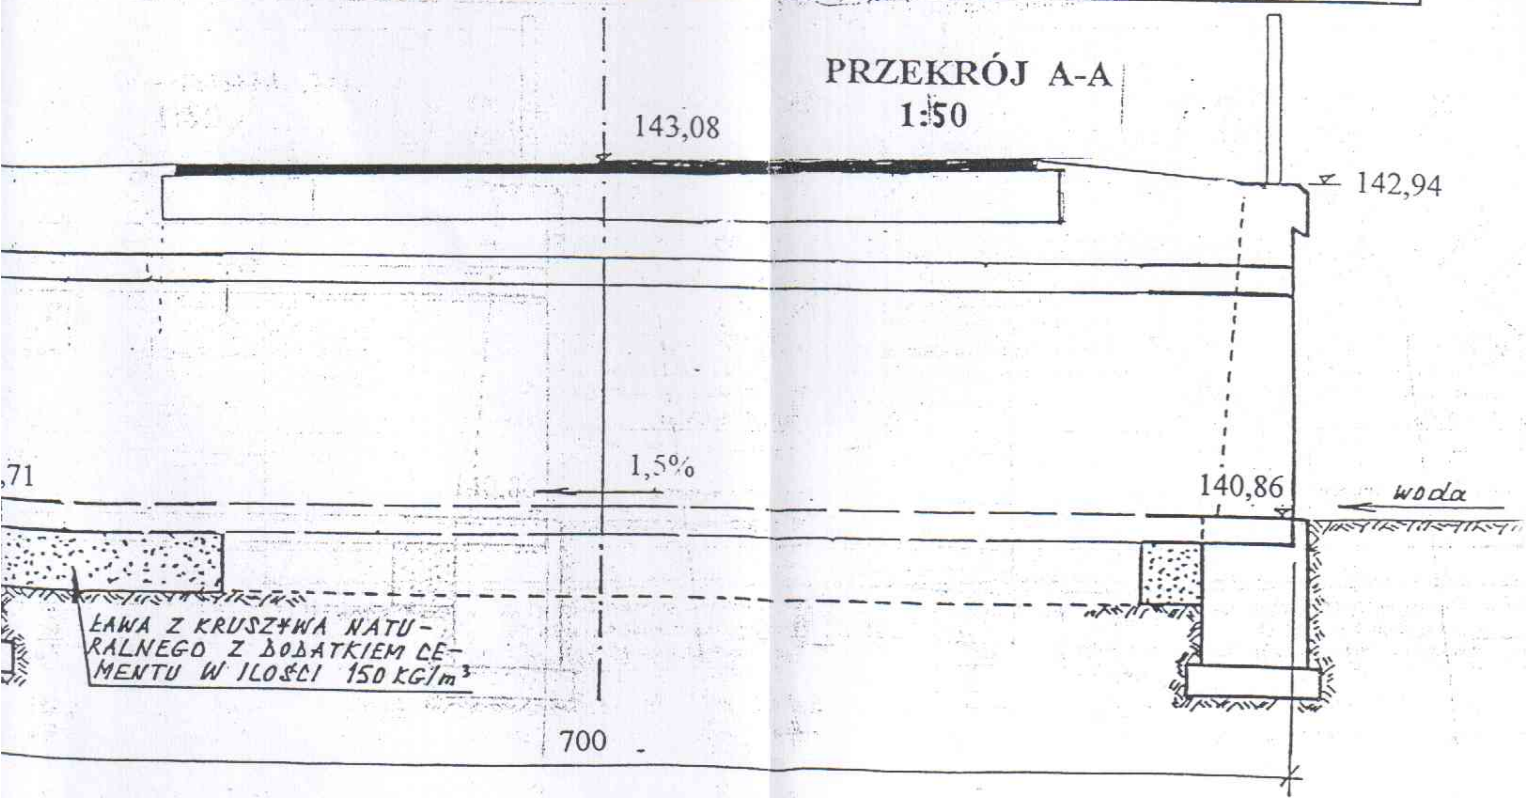 PRZEKRÓJ A-A
1:50
143,08
142,94
,71
1,5%
140,86
woda
ŁAWA Z KRUSZYWA NATU-
RALNEGO Z DODATKIEM CE-
MENTU W ILOŚCI 150 KG/m³
700